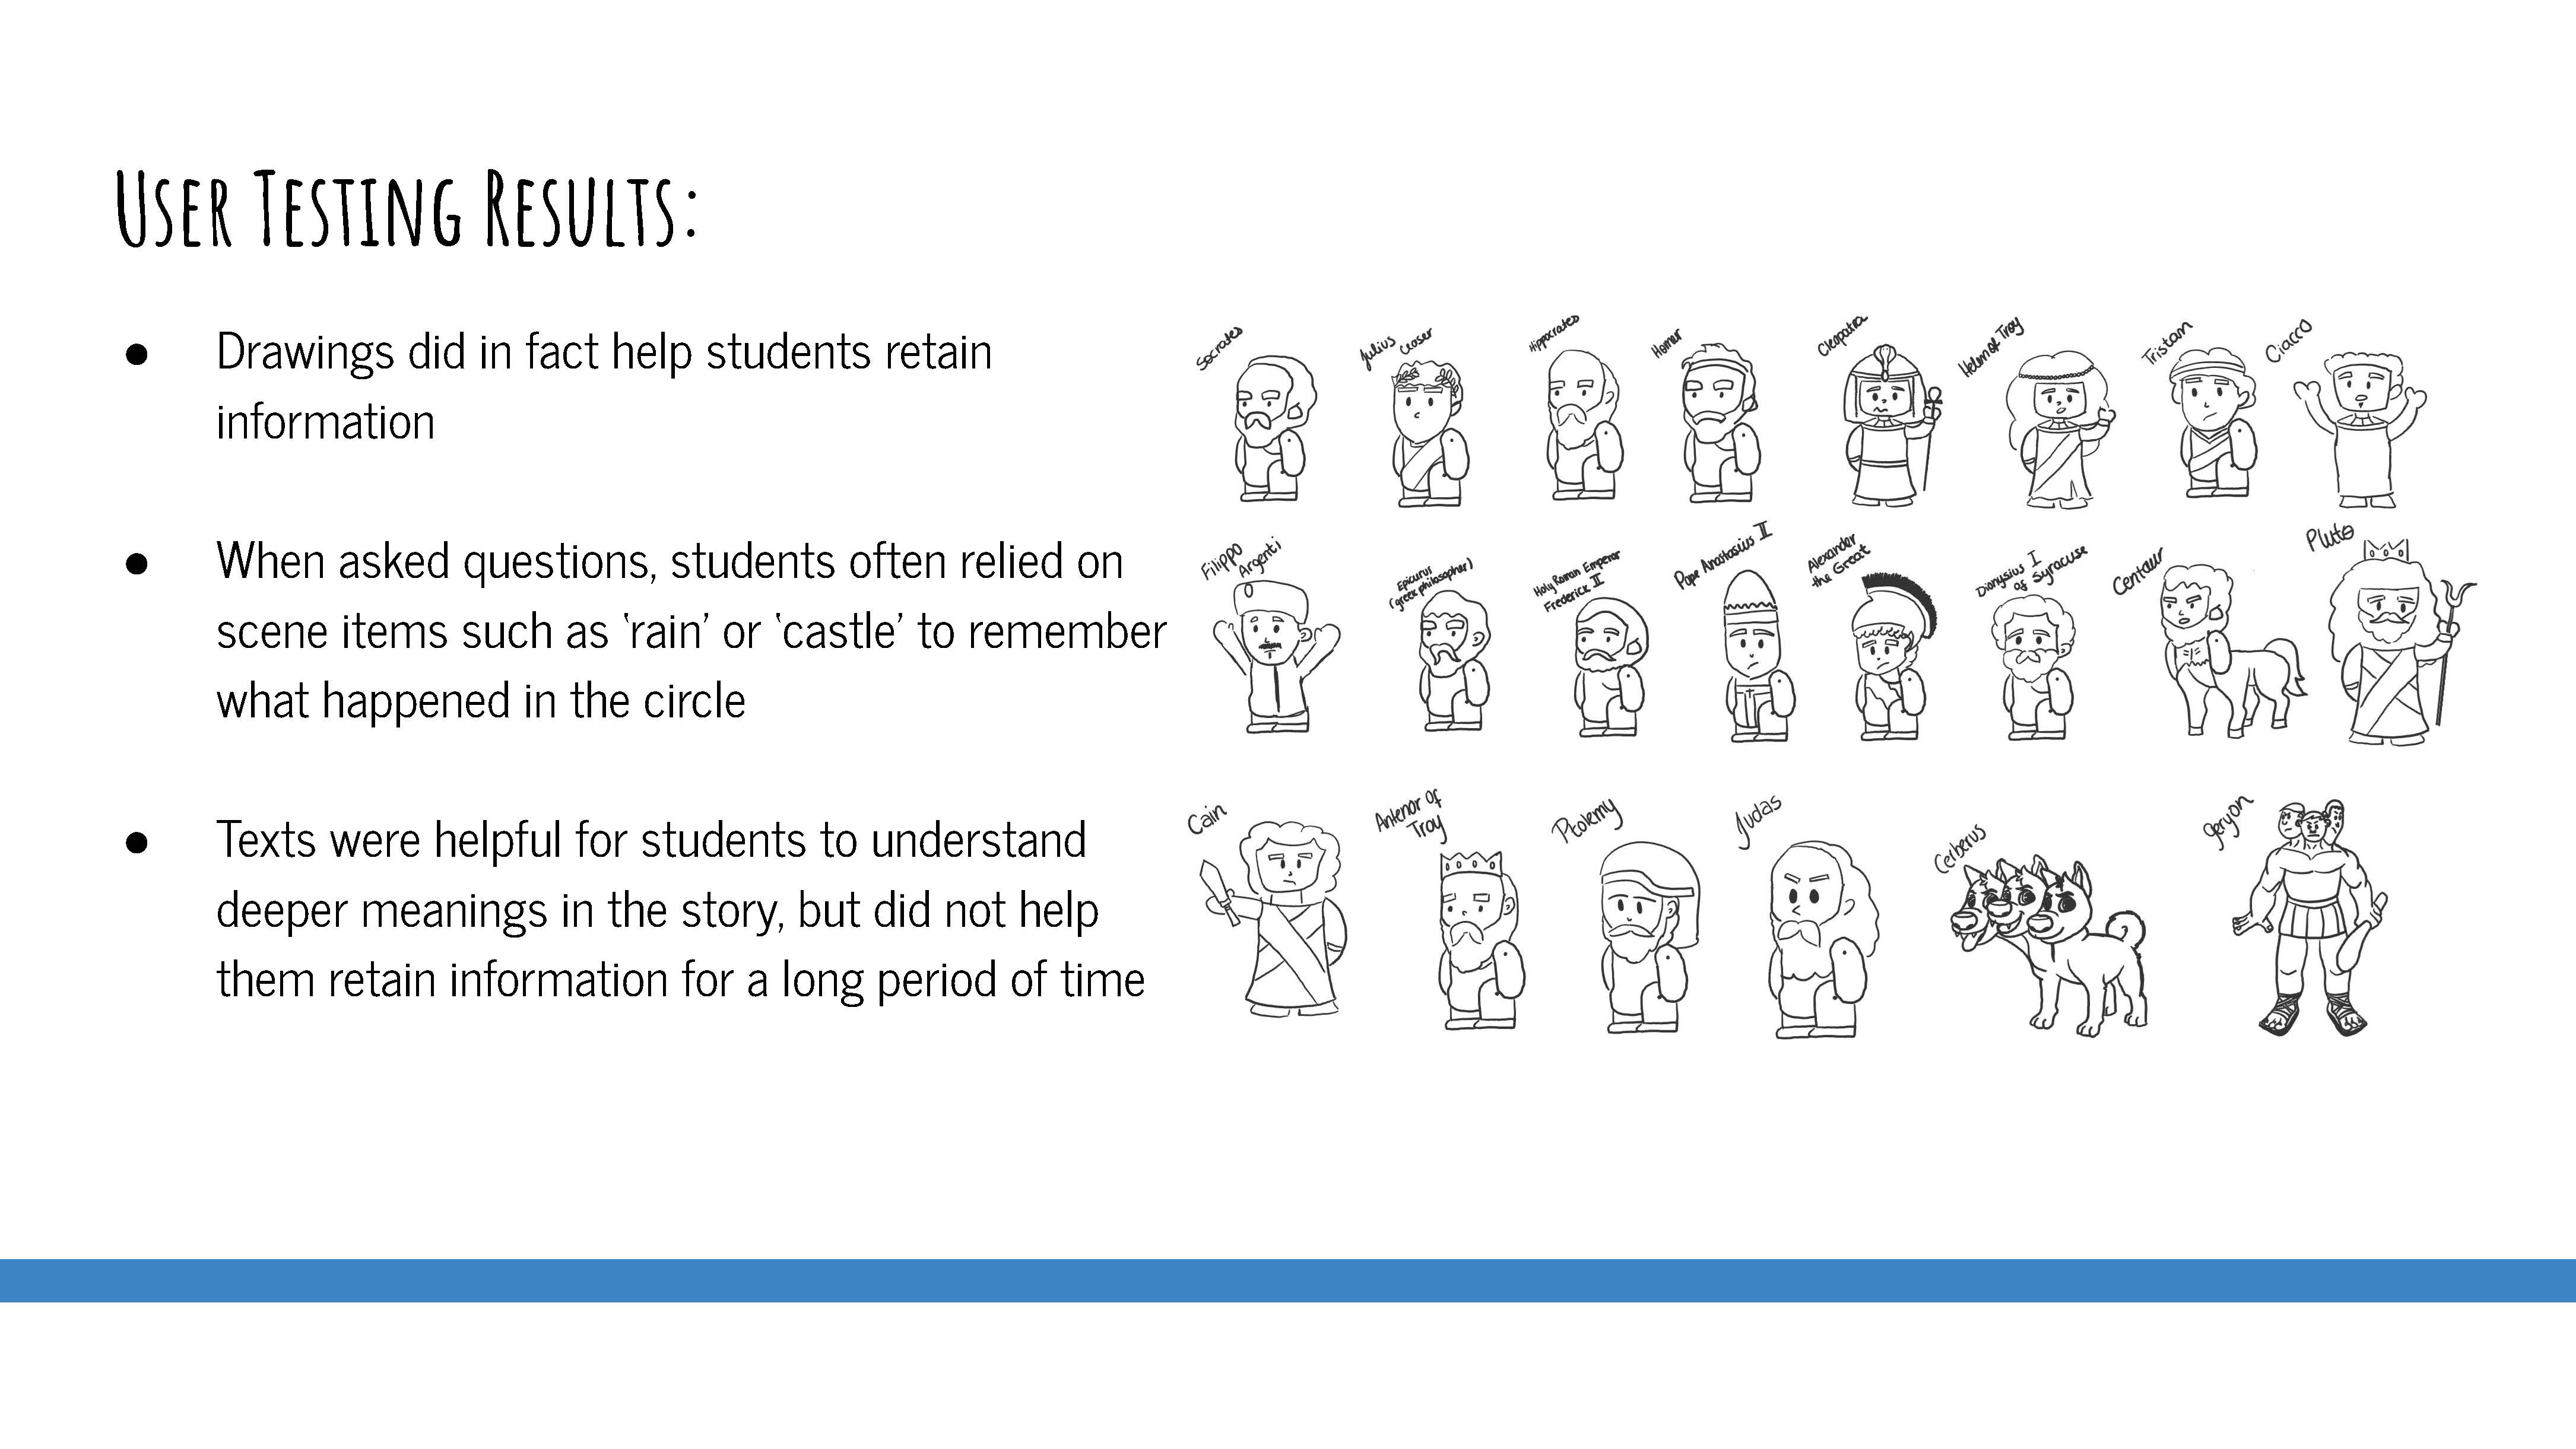 USER TESTING RESULTS:
● Drawings did in fact help students retain
information
● When asked questions, students often relied on
scene items such as ‛rain’ or ‛castle’ to remember
what happened in the circle
● Texts were helpful for students to understand
deeper meanings in the story, but did not help
them retain information for a long period of time
Socrates
Julius
Ceaser
Hippocrates
Homer
Cleopatra
Helen of Troy
Tristan
Ciacco
Filippo
Argenti
Epicurus
(greek philosopher)
Holy Roman Emperor
Frederick II
Pope Anastasius II
Alexander
the Great
Dionysius I
of Syracuse
Centaur
Pluto
Cain
Antenor of
Troy
Ptolemy
Judas
Cerberus
Geryon